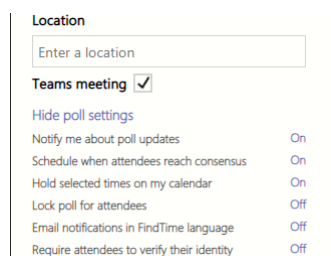 Location
Enter a location
Teams meeting
Hide poll settings
Notify me about poll updates On
Schedule when attendees reach consensus On
Hold selected times on my calendar On
Lock poll for attendees Off
Email notifications in FindTime language Off
Require attendees to verify their identity Off